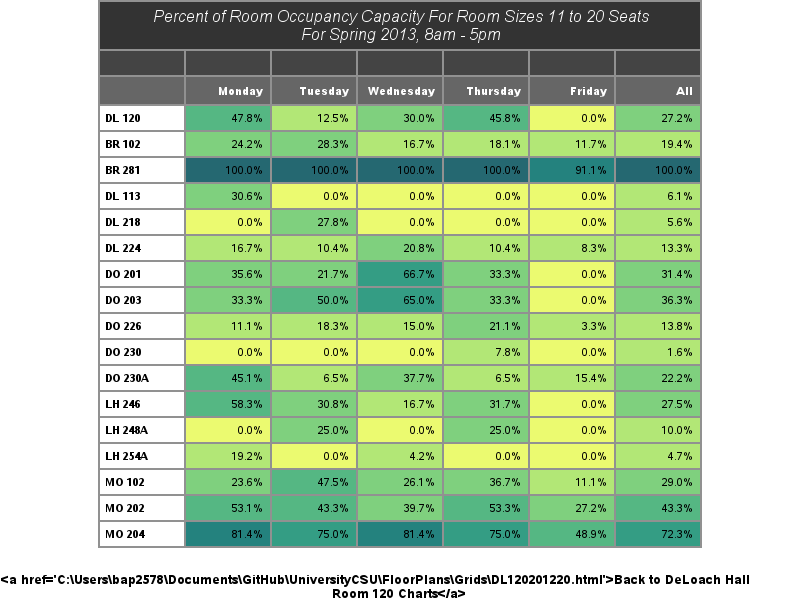 Percent of Room Occupancy Capacity For Room Sizes 11 to 20 Seats
For Spring 2013, 8am - 5pm
Monday Tuesday Wednesday Thursday Friday All
DL 120 47.8% 12.5% 30.0% 45.8% 0.0% 27.2%
BR 102 24.2% 28.3% 16.7% 18.1% 11.7% 19.4%
BR 281 100.0% 100.0% 100.0% 100.0% 91.1% 100.0%
DL 113 30.6% 0.0% 0.0% 0.0% 0.0% 6.1%
DL 218 0.0% 27.8% 0.0% 0.0% 0.0% 5.6%
DL 224 16.7% 10.4% 20.8% 10.4% 8.3% 13.3%
DO 201 35.6% 21.7% 66.7% 33.3% 0.0% 31.4%
DO 203 33.3% 50.0% 65.0% 33.3% 0.0% 36.3%
DO 226 11.1% 18.3% 15.0% 21.1% 3.3% 13.8%
DO 230 0.0% 0.0% 0.0% 7.8% 0.0% 1.6%
DO 230A 45.1% 6.5% 37.7% 6.5% 15.4% 22.2%
LH 246 58.3% 30.8% 16.7% 31.7% 0.0% 27.5%
LH 248A 0.0% 25.0% 0.0% 25.0% 0.0% 10.0%
LH 254A 19.2% 0.0% 4.2% 0.0% 0.0% 4.7%
MO 102 23.6% 47.5% 26.1% 36.7% 11.1% 29.0%
MO 202 53.1% 43.3% 39.7% 53.3% 27.2% 43.3%
MO 204 81.4% 75.0% 81.4% 75.0% 48.9% 72.3%
<a href='C:\Users\bap2578\Documents\GitHub\UniversityCSU\FloorPlans\Grids\DL120201220.html'>Back to DeLoach Hall
Room 120 Charts</a>